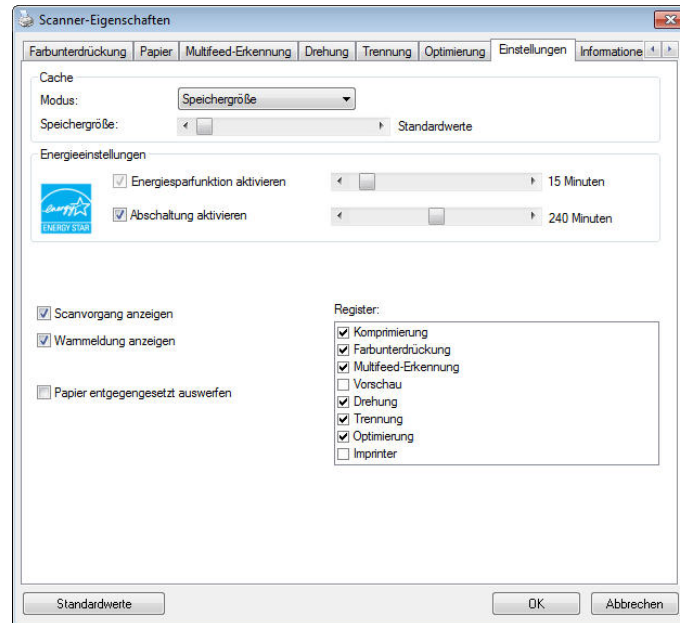 Scanner-Eigenschaften
Farbunterdrückung Papier Multifeed-Erkennung Drehung Trennung Optimierung Einstellungen Informatione
Cache
Modus: Speichergröße
Speichergröße: Standardwerte
Energieeinstellungen
Energiesparfunktion aktivieren 15 Minuten
energy
ENERGY STAR
Abschaltung aktivieren 240 Minuten
Scanvorgang anzeigen
Warnmeldung anzeigen
Papier entgegengesetzt auswerfen
Register:
Komprimierung
Farbunterdrückung
Multifeed-Erkennung
Vorschau
Drehung
Trennung
Optimierung
Imprinter
Standardwerte OK Abbrechen